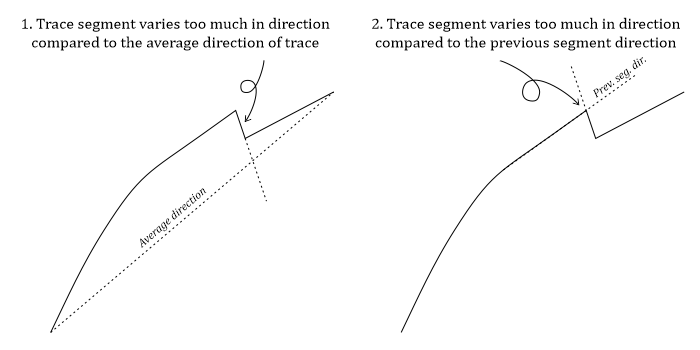 1. Trace segment varies too much in direction
compared to the average direction of trace
2. Trace segment varies too much in direction
compared to the previous segment direction
Average direction
Prev. seg. dir.